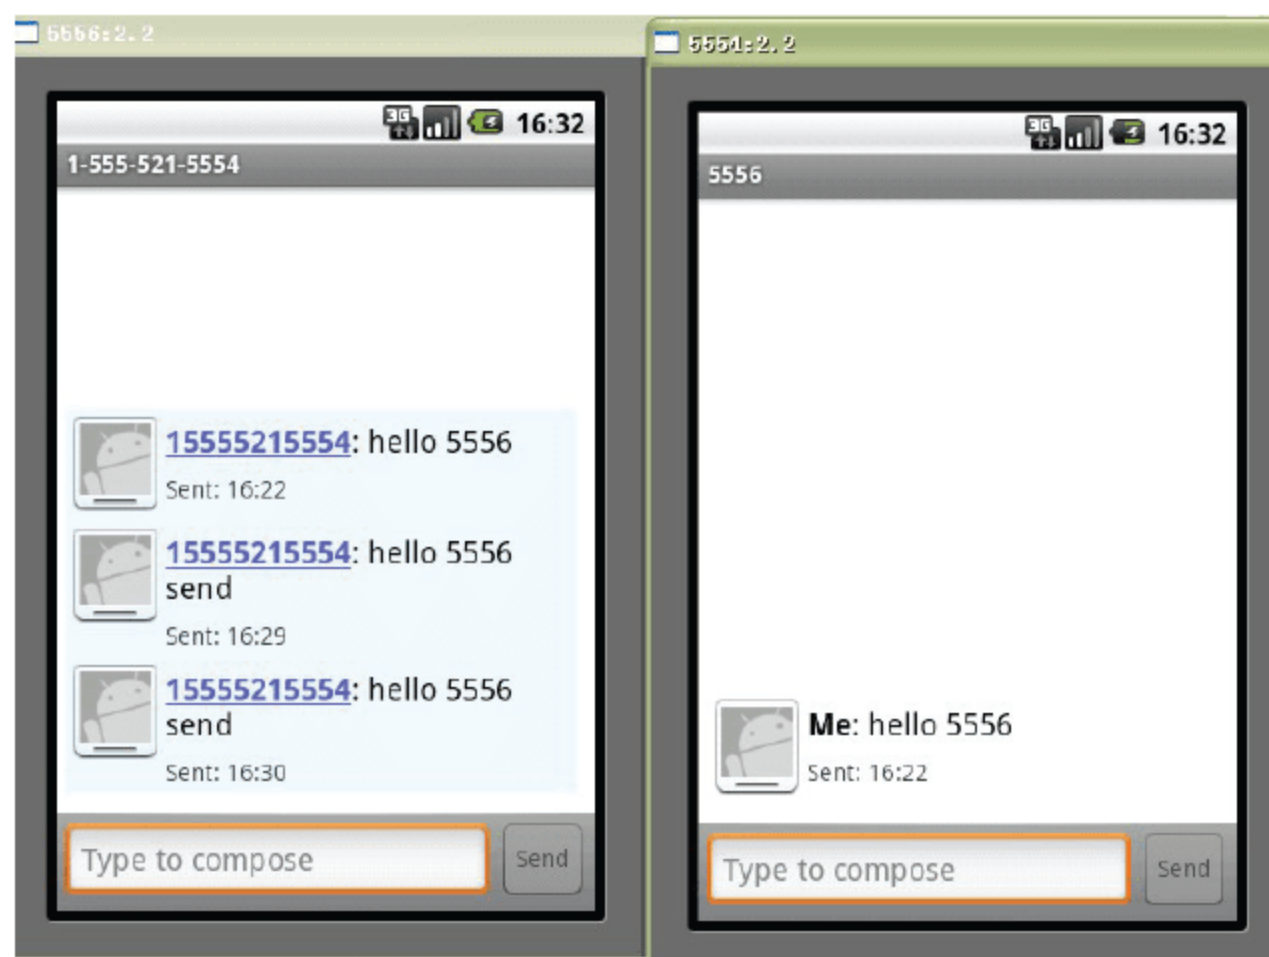 5556:2.2
3G
16:32
1-555-521-5554
15555215554: hello 5556
Sent: 16:22
15555215554: hello 5556
send
Sent: 16:29
15555215554: hello 5556
send
Sent: 16:30
Type to compose
Send
5554:2.2
3G
16:32
5556
Me: hello 5556
Sent: 16:22
Type to compose
Send